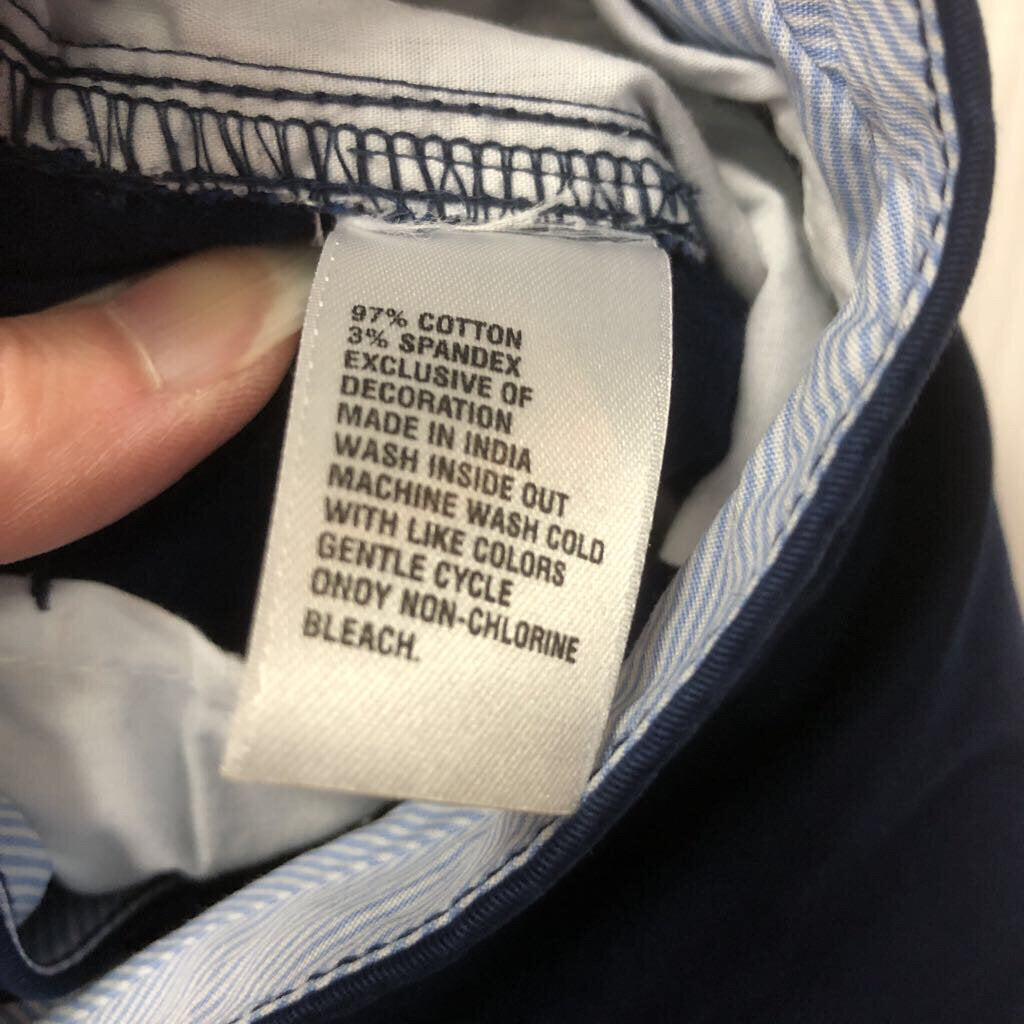 97% COTTON
3% SPANDEX
EXCLUSIVE OF
DECORATION
MADE IN INDIA
WASH INSIDE OUT
MACHINE WASH COLD
WITH LIKE COLORS
GENTLE CYCLE
ONDY NON-CHLORINE
BLEACH.